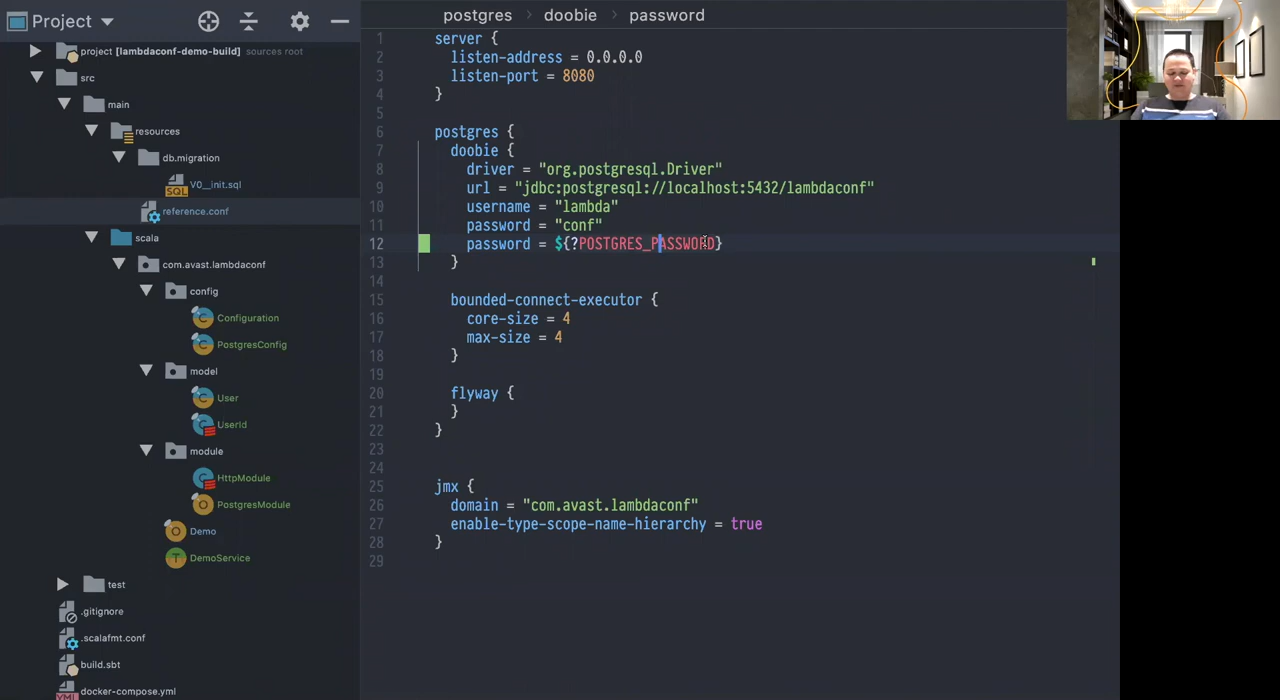 Project
project [lambdaconf-demo-build] sources root
src
main
resources
db.migration
V0__init.sql
reference.conf
scala
com.avast.lambdaconf
config
Configuration
PostgresConfig
model
User
UserId
module
HttpModule
PostgresModule
Demo
DemoService
test
.gitignore
.scalafmt.conf
build.sbt
docker-compose.yml
postgres > doobie > password
1 server {
2 listen-address = 0.0.0.0
3 listen-port = 8080
4 }
5
6 postgres {
7 doobie {
8 driver = "org.postgresql.Driver"
9 url = "jdbc:postgresql://localhost:5432/lambdaconf"
10 username = "lambda"
11 password = "conf"
12 password = ${?POSTGRES_PASSWORD}
13 }
14
15 bounded-connect-executor {
16 core-size = 4
17 max-size = 4
18 }
19
20 flyway {
21 }
22 }
23
24
25 jmx {
26 domain = "com.avast.lambdaconf"
27 enable-type-scope-name-hierarchy = true
28 }
29